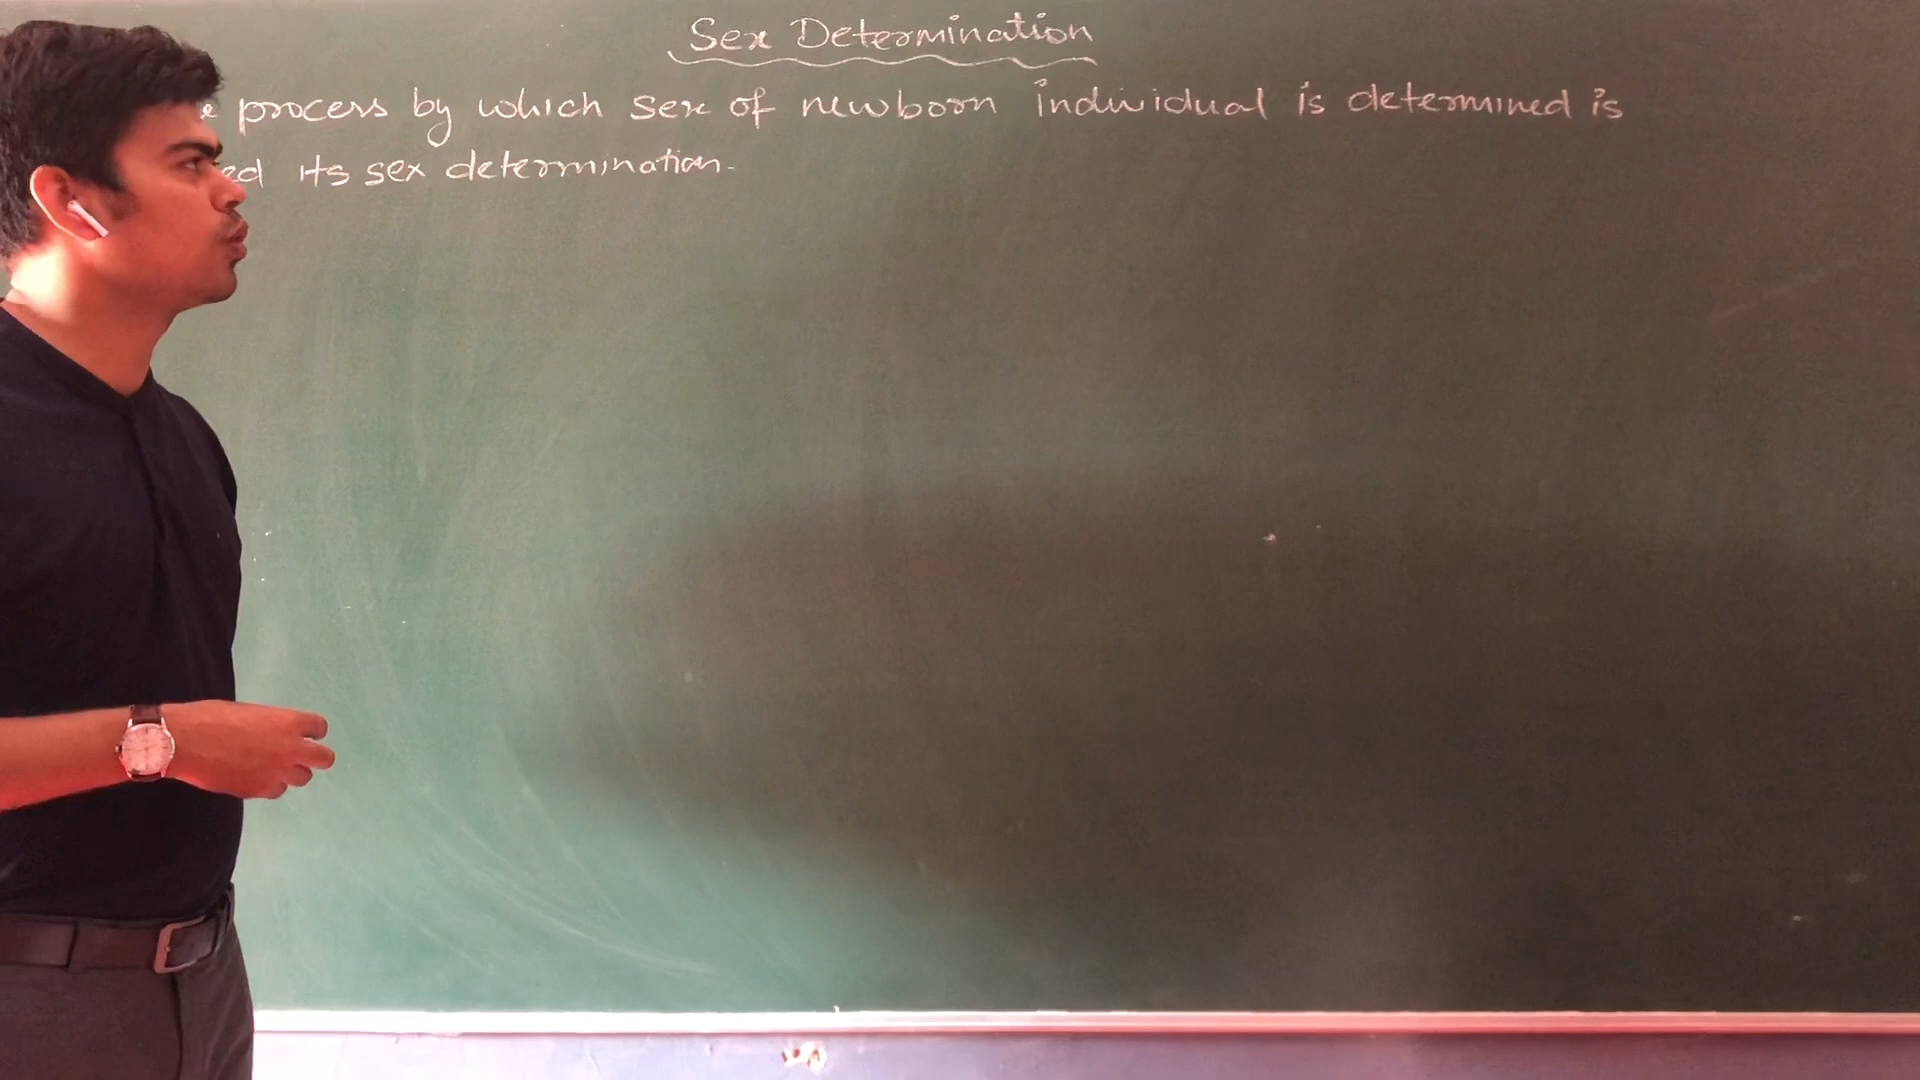 Sex Determination
process by which sex of newborn individual is determined is
its sex determination.